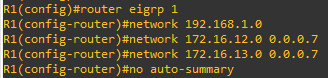 R1(config)#router eigrp 1
R1(config-router)#network 192.168.1.0
R1(config-router)#network 172.16.12.0 0.0.0.7
R1(config-router)#network 172.16.13.0 0.0.0.7
R1(config-router)#no auto-summary